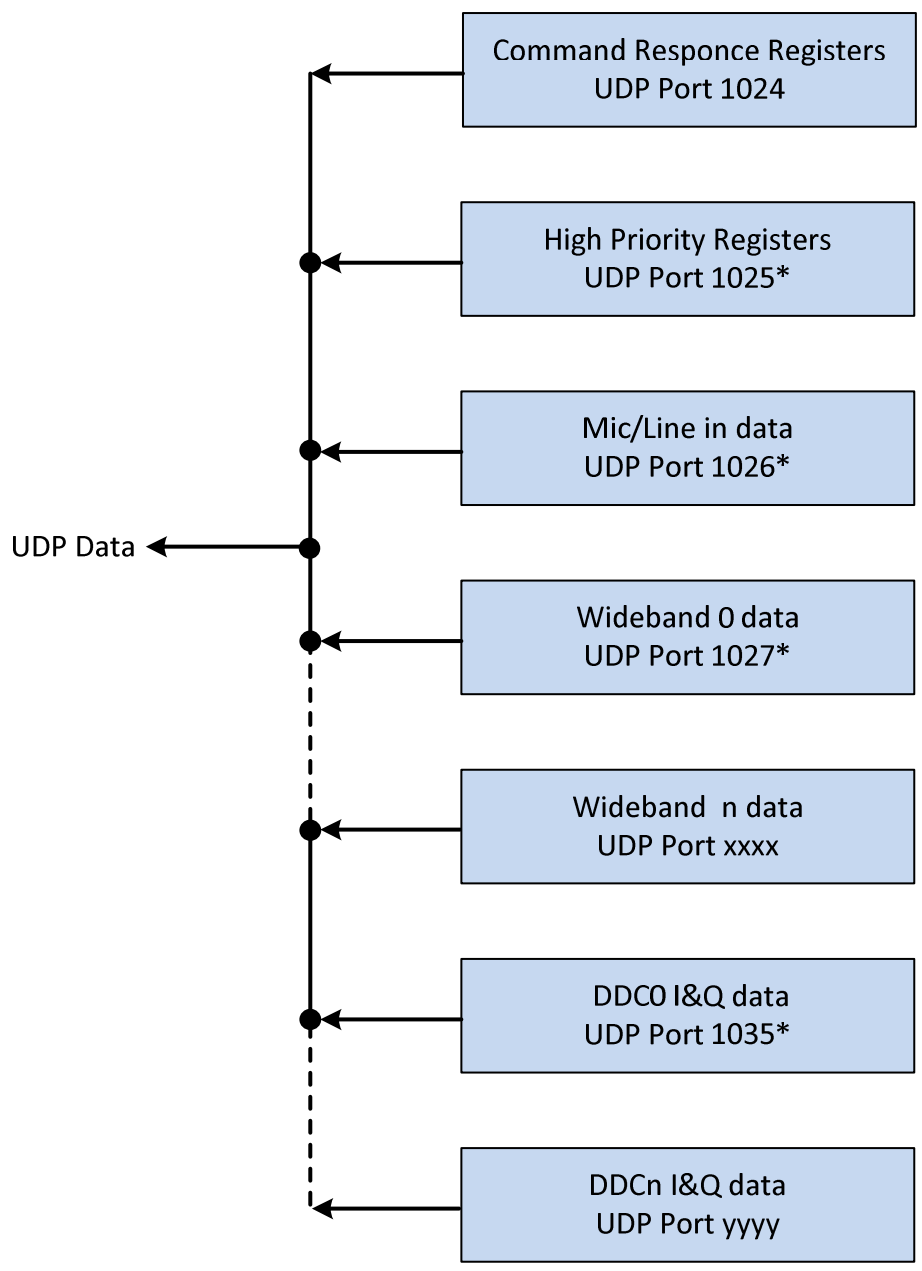 Command Responce Registers
UDP Port 1024
High Priority Registers
UDP Port 1025*
Mic/Line in data
UDP Port 1026*
UDP Data
Wideband 0 data
UDP Port 1027*
Wideband  n data
UDP Port xxxx
DDC0 I&Q data
UDP Port 1035*
DDCn I&Q data
UDP Port yyyy